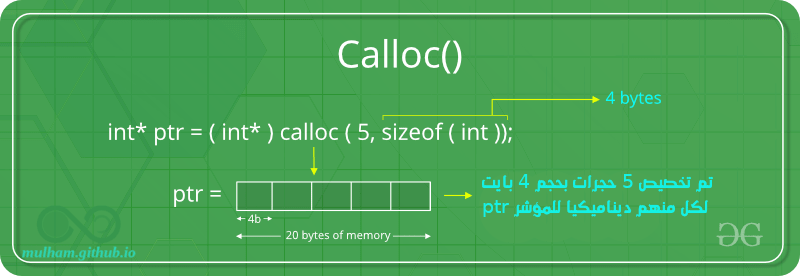 Calloc()
4 bytes
int* ptr = ( int* ) calloc ( 5, sizeof ( int ));
تم تخصيص 5 حجرات بحجم 4 بايت
لكل منهم ديناميكيا للمؤشر ptr
ptr =
4b
20 bytes of memory
mulham.github.io